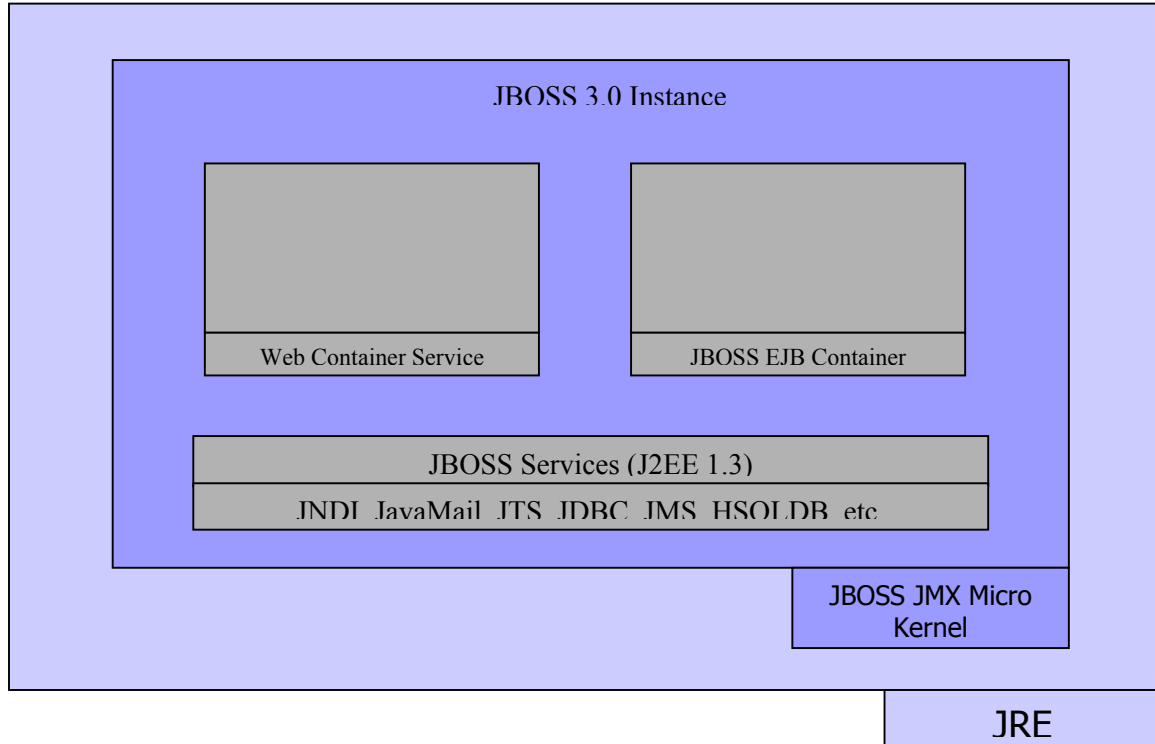 JBOSS 3.0 Instance
Web Container Service
JBOSS EJB Container
JBOSS Services (J2EE 1.3)
JNDI JavaMail JTS JDBC JMS HSQLDB etc
JBOSS JMX Micro
Kernel
JRE